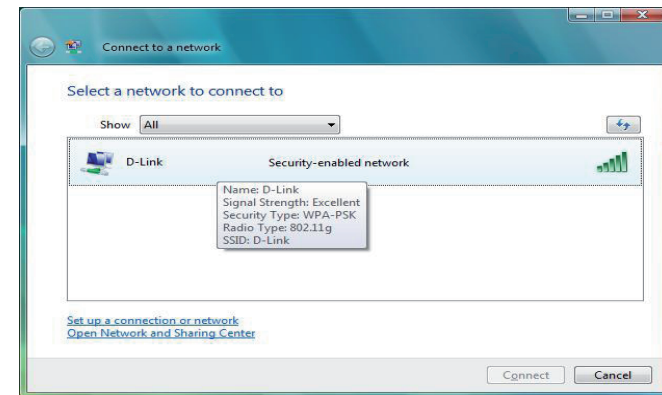 Connect to a network
Select a network to connect to
Show All
D-Link Security-enabled network
Name: D-Link
Signal Strength: Excellent
Security Type: WPA-PSK
Radio Type: 802.11g
SSID: D-Link
Set up a connection or network
Open Network and Sharing Center
Connect Cancel